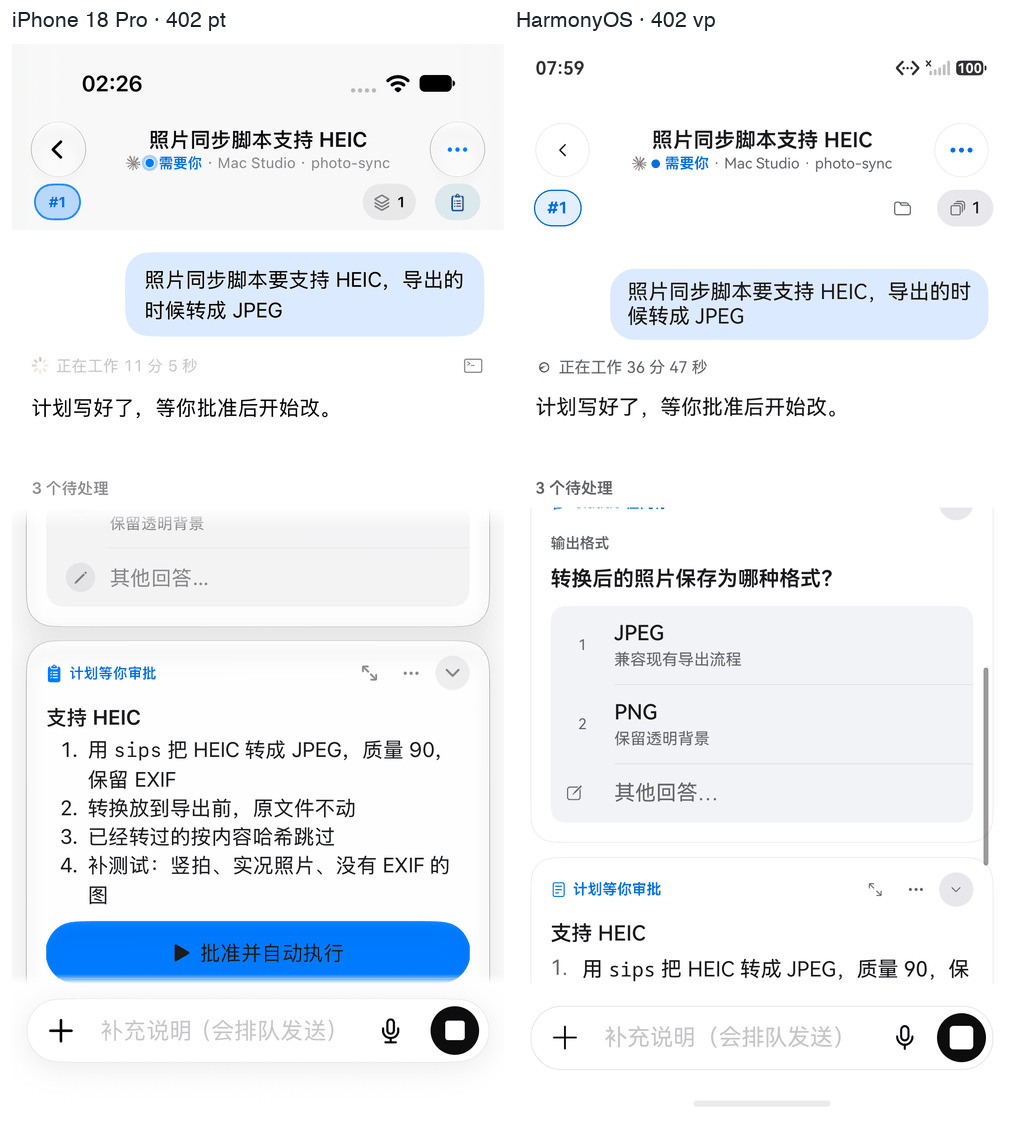 iPhone 18 Pro · 402 pt
02:26
照片同步脚本支持 HEIC
需要你 · Mac Studio · photo-sync
#1
1
照片同步脚本要支持 HEIC，导出的
时候转成 JPEG
正在工作 11 分 5 秒
计划写好了，等你批准后开始改。
3 个待处理
保留透明背景
其他回答...
计划等你审批
支持 HEIC
1. 用 sips 把 HEIC 转成 JPEG，质量 90，
保留 EXIF
2. 转换放到导出前，原文件不动
3. 已经转过的按内容哈希跳过
4. 补测试：竖拍、实况照片、没有 EXIF 的
图
批准并自动执行
补充说明（会排队发送）
HarmonyOS · 402 vp
07:59
100
照片同步脚本支持 HEIC
需要你 · Mac Studio · photo-sync
#1
1
照片同步脚本要支持 HEIC，导出的时
候转成 JPEG
正在工作 36 分 47 秒
计划写好了，等你批准后开始改。
3 个待处理
输出格式
转换后的照片保存为哪种格式？
1
JPEG
兼容现有导出流程
2
PNG
保留透明背景
其他回答...
计划等你审批
支持 HEIC
1. 用 sips 把 HEIC 转成 JPEG，质量 90，保
补充说明（会排队发送）